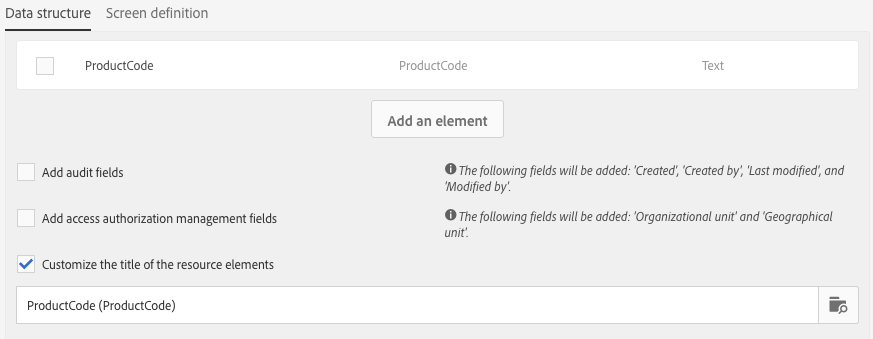 Data structure Screen definition
ProductCode ProductCode Text
Add an element
Add audit fields
The following fields will be added: 'Created', 'Created by', 'Last modified', and
'Modified by'.
Add access authorization management fields
The following fields will be added: 'Organizational unit' and 'Geographical
unit'.
Customize the title of the resource elements
ProductCode (ProductCode)